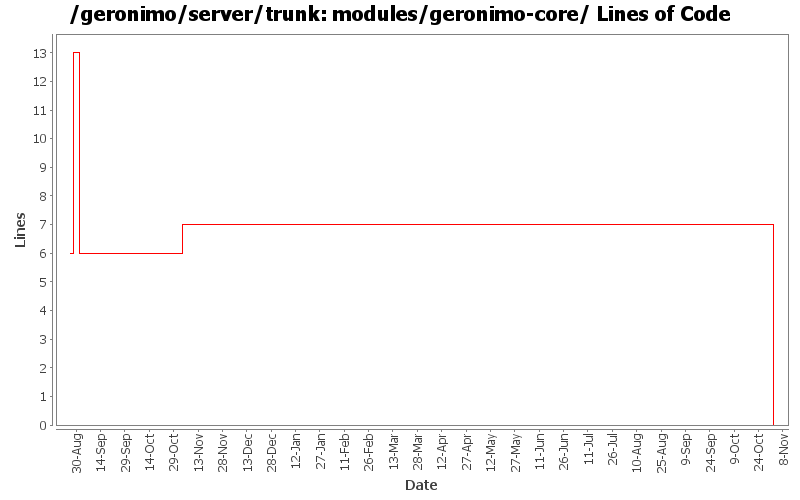 /geronimo/server/trunk: modules/geronimo-core/ Lines of Code
13
12
11
10
9
8
7
6
5
4
3
2
1
0
Lines
30-Aug
14-Sep
29-Sep
14-Oct
29-Oct
13-Nov
28-Nov
13-Dec
28-Dec
12-Jan
27-Jan
11-Feb
26-Feb
13-Mar
28-Mar
12-Apr
27-Apr
12-May
27-May
11-Jun
26-Jun
11-Jul
26-Jul
10-Aug
25-Aug
9-Sep
24-Sep
9-Oct
24-Oct
8-Nov
Date